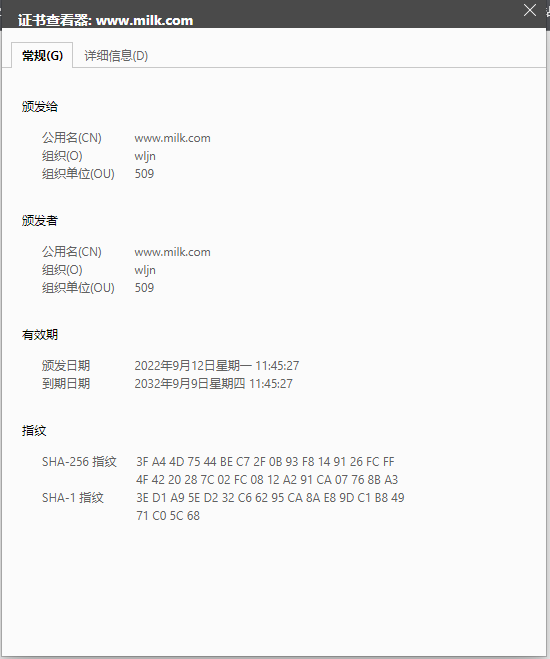 证书查看器: www.milk.com
常规(G) 详细信息(D)
颁发给
公用名(CN) www.milk.com
组织(O) wljn
组织单位(OU) 509
颁发者
公用名(CN) www.milk.com
组织(O) wljn
组织单位(OU) 509
有效期
颁发日期 2022年9月12日星期一 11:45:27
到期日期 2032年9月9日星期四 11:45:27
指纹
SHA-256 指纹 3F A4 4D 75 44 BE C7 2F 0B 93 F8 14 91 26 FC FF
4F 42 20 28 7C 02 FC 08 12 A2 91 CA 07 76 8B A3
SHA-1 指纹 3E D1 A9 5E D2 32 C6 62 95 CA 8A E8 9D C1 B8 49
71 C0 5C 68